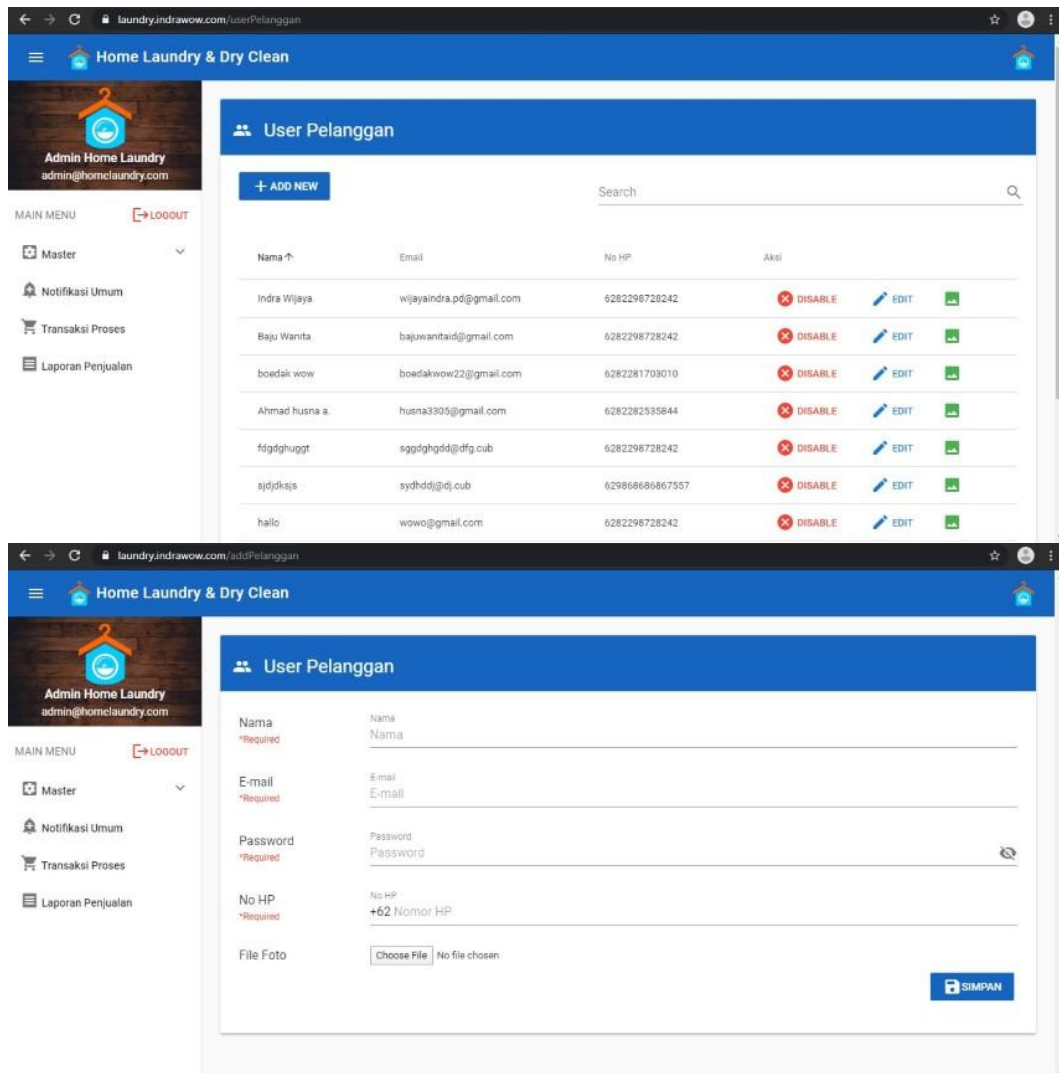 laundry.indrawow.com/userPelanggan
Home Laundry & Dry Clean
Admin Home Laundry
admin@homelaundry.com
MAIN MENU LOGOUT
Master
Notifikasi Umum
Transaksi Proses
Laporan Penjualan
User Pelanggan
+ ADD NEW
Search
Nama Email No HP Aksi
Indra Wijaya wijayaindra.pd@gmail.com 6282298728242 DISABLE EDIT
Baju Wanita bajuwanitaid@gmail.com 6282298728242 DISABLE EDIT
boedak wow boedakwow22@gmail.com 6282281703010 DISABLE EDIT
Ahmad husna a. husna3305@gmail.com 6282282535844 DISABLE EDIT
fdgdghuggt sggdghgdd@dfg.cub 6282298728242 DISABLE EDIT
sjdjdksjs sydhddj@dj.cub 629868686867557 DISABLE EDIT
hallo wowo@gmail.com 6282298728242 DISABLE EDIT
laundry.indrawow.com/addPelanggan
Home Laundry & Dry Clean
Admin Home Laundry
admin@homelaundry.com
MAIN MENU LOGOUT
Master
Notifikasi Umum
Transaksi Proses
Laporan Penjualan
User Pelanggan
Nama
*Required
Nama
Nama
E-mail
*Required
E-mail
E-mail
Password
*Required
Password
Password
No HP
*Required
No HP
+62 Nomor HP
File Foto
Choose File No file chosen
SIMPAN